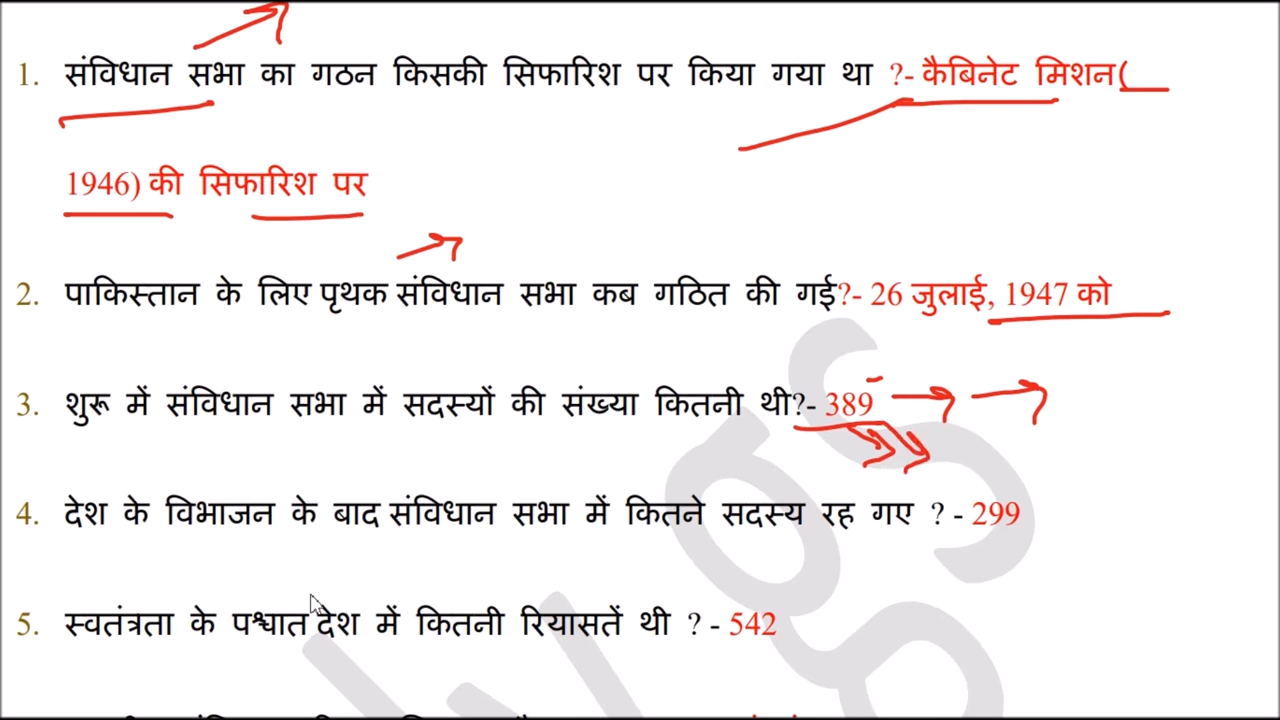 1. संविधान सभा का गठन किसकी सिफारिश पर किया गया था ?- कैबिनेट मिशन(
1946) की सिफारिश पर
2. पाकिस्तान के लिए पृथक संविधान सभा कब गठित की गई?- 26 जुलाई, 1947 को
3. शुरू में संविधान सभा में सदस्यों की संख्या कितनी थी?- 389
4. देश के विभाजन के बाद संविधान सभा में कितने सदस्य रह गए ? - 299
5. स्वतंत्रता के पश्चात देश में कितनी रियासतें थी ? - 542